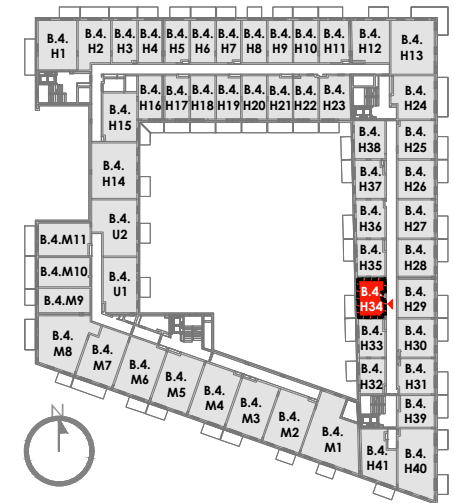 B.4.
H1
B.4.
H2
B.4.
H3
B.4.
H4
B.4.
H5
B.4.
H6
B.4.
H7
B.4.
H8
B.4.
H9
B.4.
H10
B.4.
H11
B.4.
H12
B.4.
H13
B.4.
H16
B.4.
H17
B.4.
H18
B.4.
H19
B.4.
H20
B.4.
H21
B.4.
H22
B.4.
H23
B.4.
H24
B.4.
H15
B.4.
H38
B.4.
H25
B.4.
H14
B.4.
H37
B.4.
H26
B.4.
U2
B.4.
H36
B.4.
H27
B.4.M11
B.4.
H35
B.4.
H28
B.4.M10
B.4.
U1
B.4.
H34
B.4.
H29
B.4.M9
B.4.
H33
B.4.
H30
B.4.
M8
B.4.
M7
B.4.
M6
B.4.
M5
B.4.
M4
B.4.
M3
B.4.
M2
B.4.
M1
B.4.
H32
B.4.
H31
B.4.
H39
B.4.
H41
B.4.
H40
N